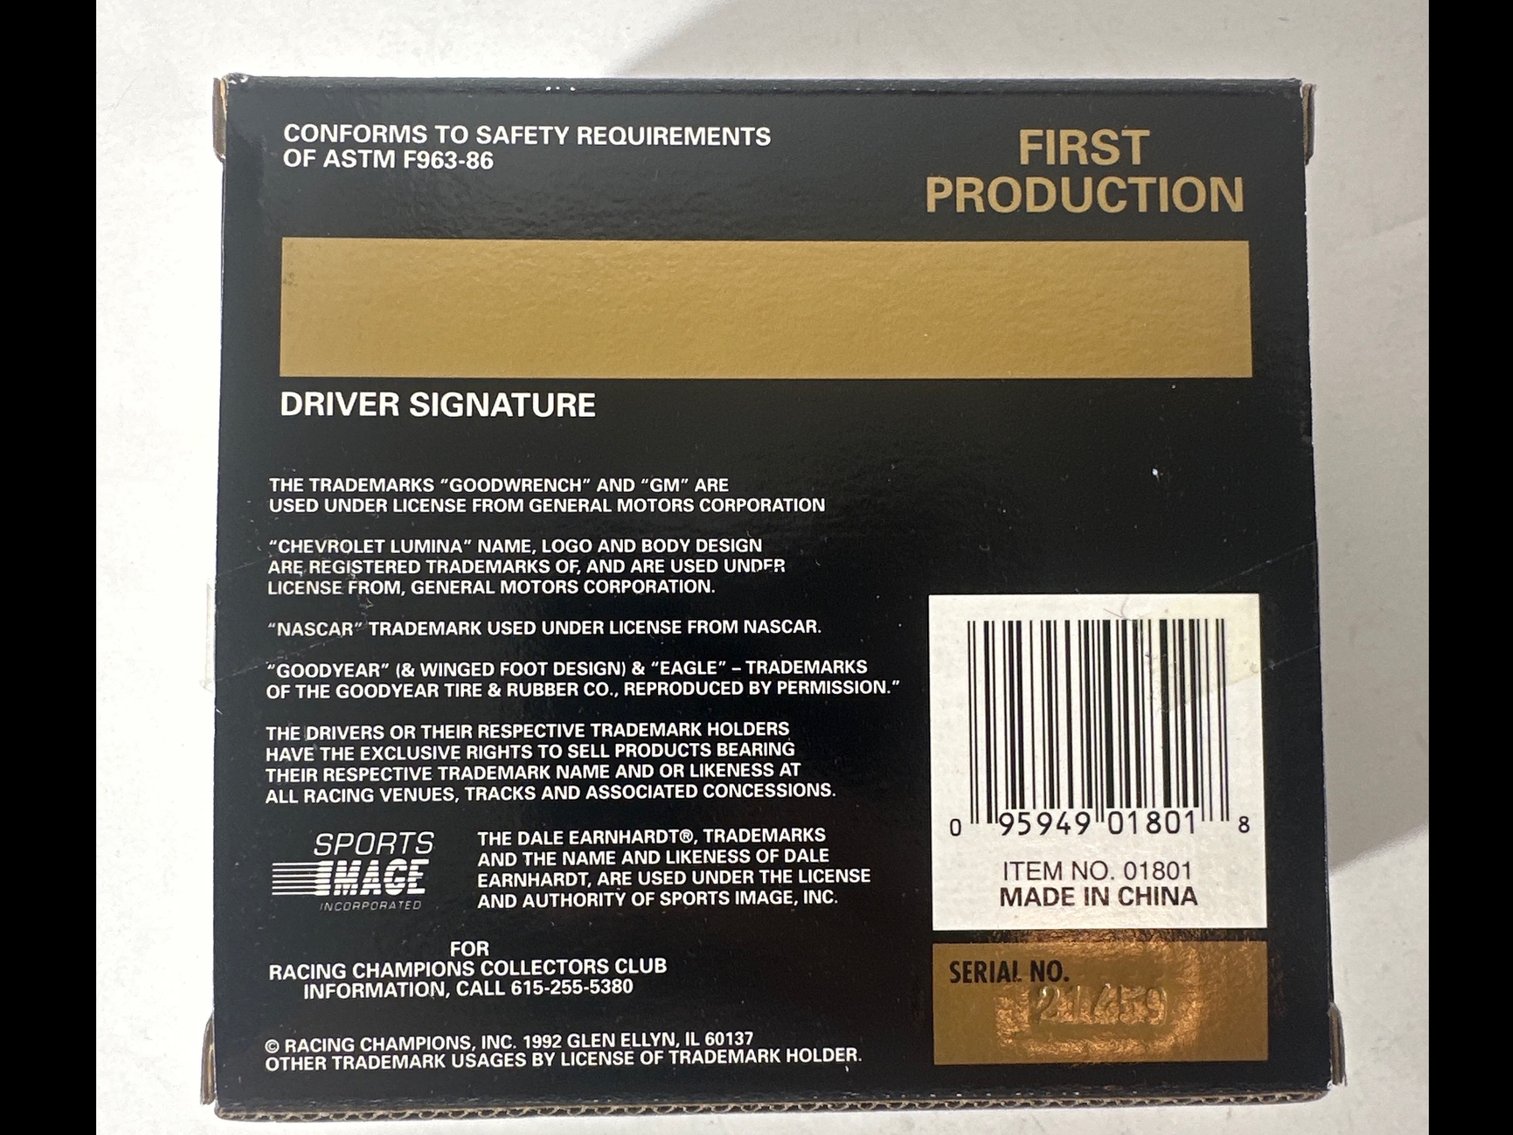 CONFORMS TO SAFETY REQUIREMENTS
OF ASTM F963-86
FIRST
PRODUCTION
DRIVER SIGNATURE
THE TRADEMARKS “GOODWRENCH” AND “GM” ARE
USED UNDER LICENSE FROM GENERAL MOTORS CORPORATION
“CHEVROLET LUMINA” NAME, LOGO AND BODY DESIGN
ARE REGISTERED TRADEMARKS OF, AND ARE USED UNDER
LICENSE FROM, GENERAL MOTORS CORPORATION.
“NASCAR” TRADEMARK USED UNDER LICENSE FROM NASCAR.
“GOODYEAR” (& WINGED FOOT DESIGN) & “EAGLE” – TRADEMARKS
OF THE GOODYEAR TIRE & RUBBER CO., REPRODUCED BY PERMISSION.”
THE DRIVERS OR THEIR RESPECTIVE TRADEMARK HOLDERS
HAVE THE EXCLUSIVE RIGHTS TO SELL PRODUCTS BEARING
THEIR RESPECTIVE TRADEMARK NAME AND OR LIKENESS AT
ALL RACING VENUES, TRACKS AND ASSOCIATED CONCESSIONS.
SPORTS
IMAGE
INCORPORATED
THE DALE EARNHARDT®, TRADEMARKS
AND THE NAME AND LIKENESS OF DALE
EARNHARDT, ARE USED UNDER THE LICENSE
AND AUTHORITY OF SPORTS IMAGE, INC.
FOR
RACING CHAMPIONS COLLECTORS CLUB
INFORMATION, CALL 615-255-5380
© RACING CHAMPIONS, INC. 1992 GLEN ELLYN, IL 60137
OTHER TRADEMARK USAGES BY LICENSE OF TRADEMARK HOLDER.
0 95949 01801 8
ITEM NO. 01801
MADE IN CHINA
SERIAL NO.
21459